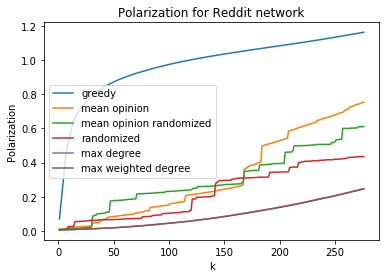 Polarization for Reddit network
1.2
1.0
0.8
0.6
0.4
0.2
0.0
Polarization
greedy
mean opinion
mean opinion randomized
randomized
max degree
max weighted degree
0
50
100
150
200
250
k